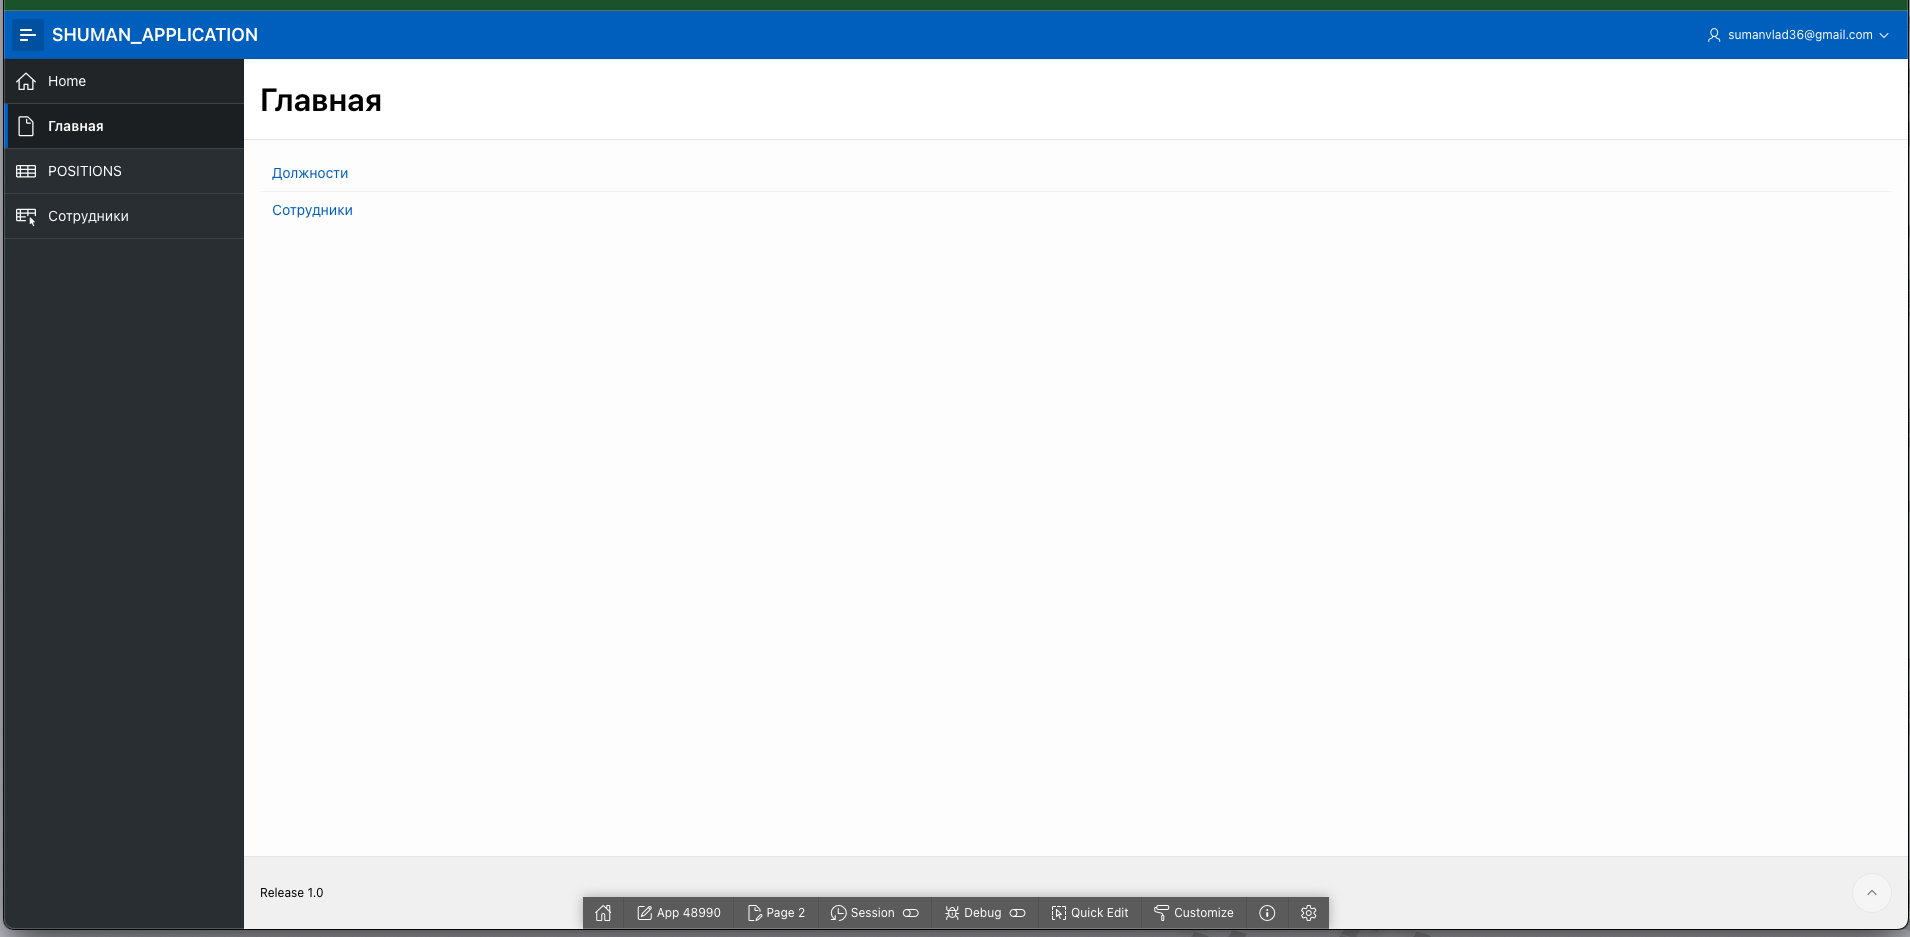 SHUMAN_APPLICATION
sumanvlad36@gmail.com
Home
Главная
POSITIONS
Сотрудники
Главная
Должности
Сотрудники
Release 1.0
App 48990 Page 2 Session Debug Quick Edit Customize